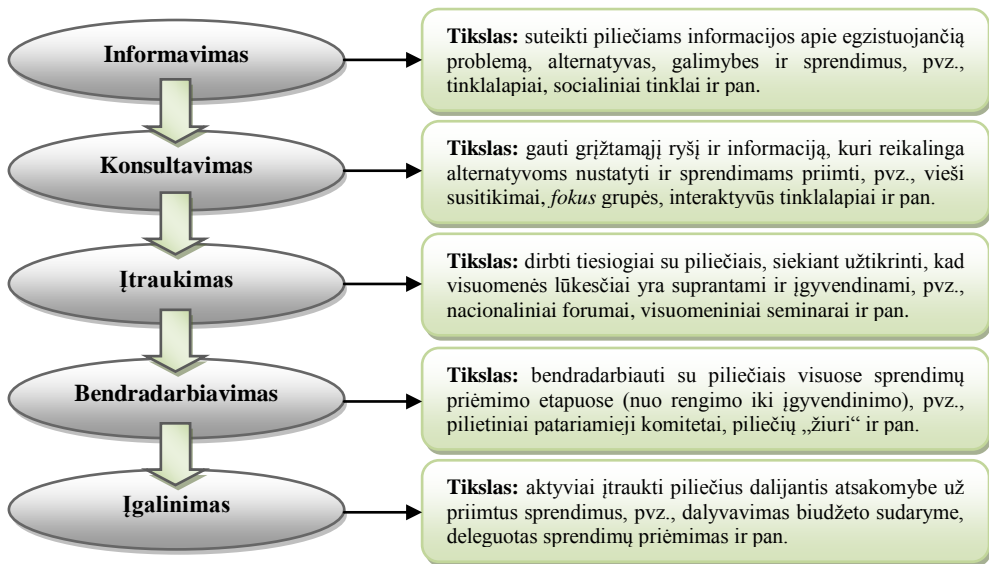 Informavimas
Tikslas: suteikti piliečiams informacijos apie egzistuojančią
problemą, alternatyvas, galimybes ir sprendimus, pvz.,
tinklalapiai, socialiniai tinklai ir pan.
Konsultavimas
Tikslas: gauti grįžtamąjį ryšį ir informaciją, kuri reikalinga
alternatyvoms nustatyti ir sprendimams priimti, pvz., vieši
susitikimai, fokus grupės, interaktyvūs tinklalapiai ir pan.
Įtraukimas
Tikslas: dirbti tiesiogiai su piliečiais, siekiant užtikrinti, kad
visuomenės lūkesčiai yra suprantami ir įgyvendinami, pvz.,
nacionaliniai forumai, visuomeniniai seminarai ir pan.
Bendradarbiavimas
Tikslas: bendradarbiauti su piliečiais visuose sprendimų
priėmimo etapuose (nuo rengimo iki įgyvendinimo), pvz.,
pilietiniai patariamieji komitetai, piliečių „žiuri“ ir pan.
Įgalinimas
Tikslas: aktyviai įtraukti piliečius dalijantis atsakomybe už
priimtus sprendimus, pvz., dalyvavimas biudžeto sudaryme,
deleguotas sprendimų priėmimas ir pan.